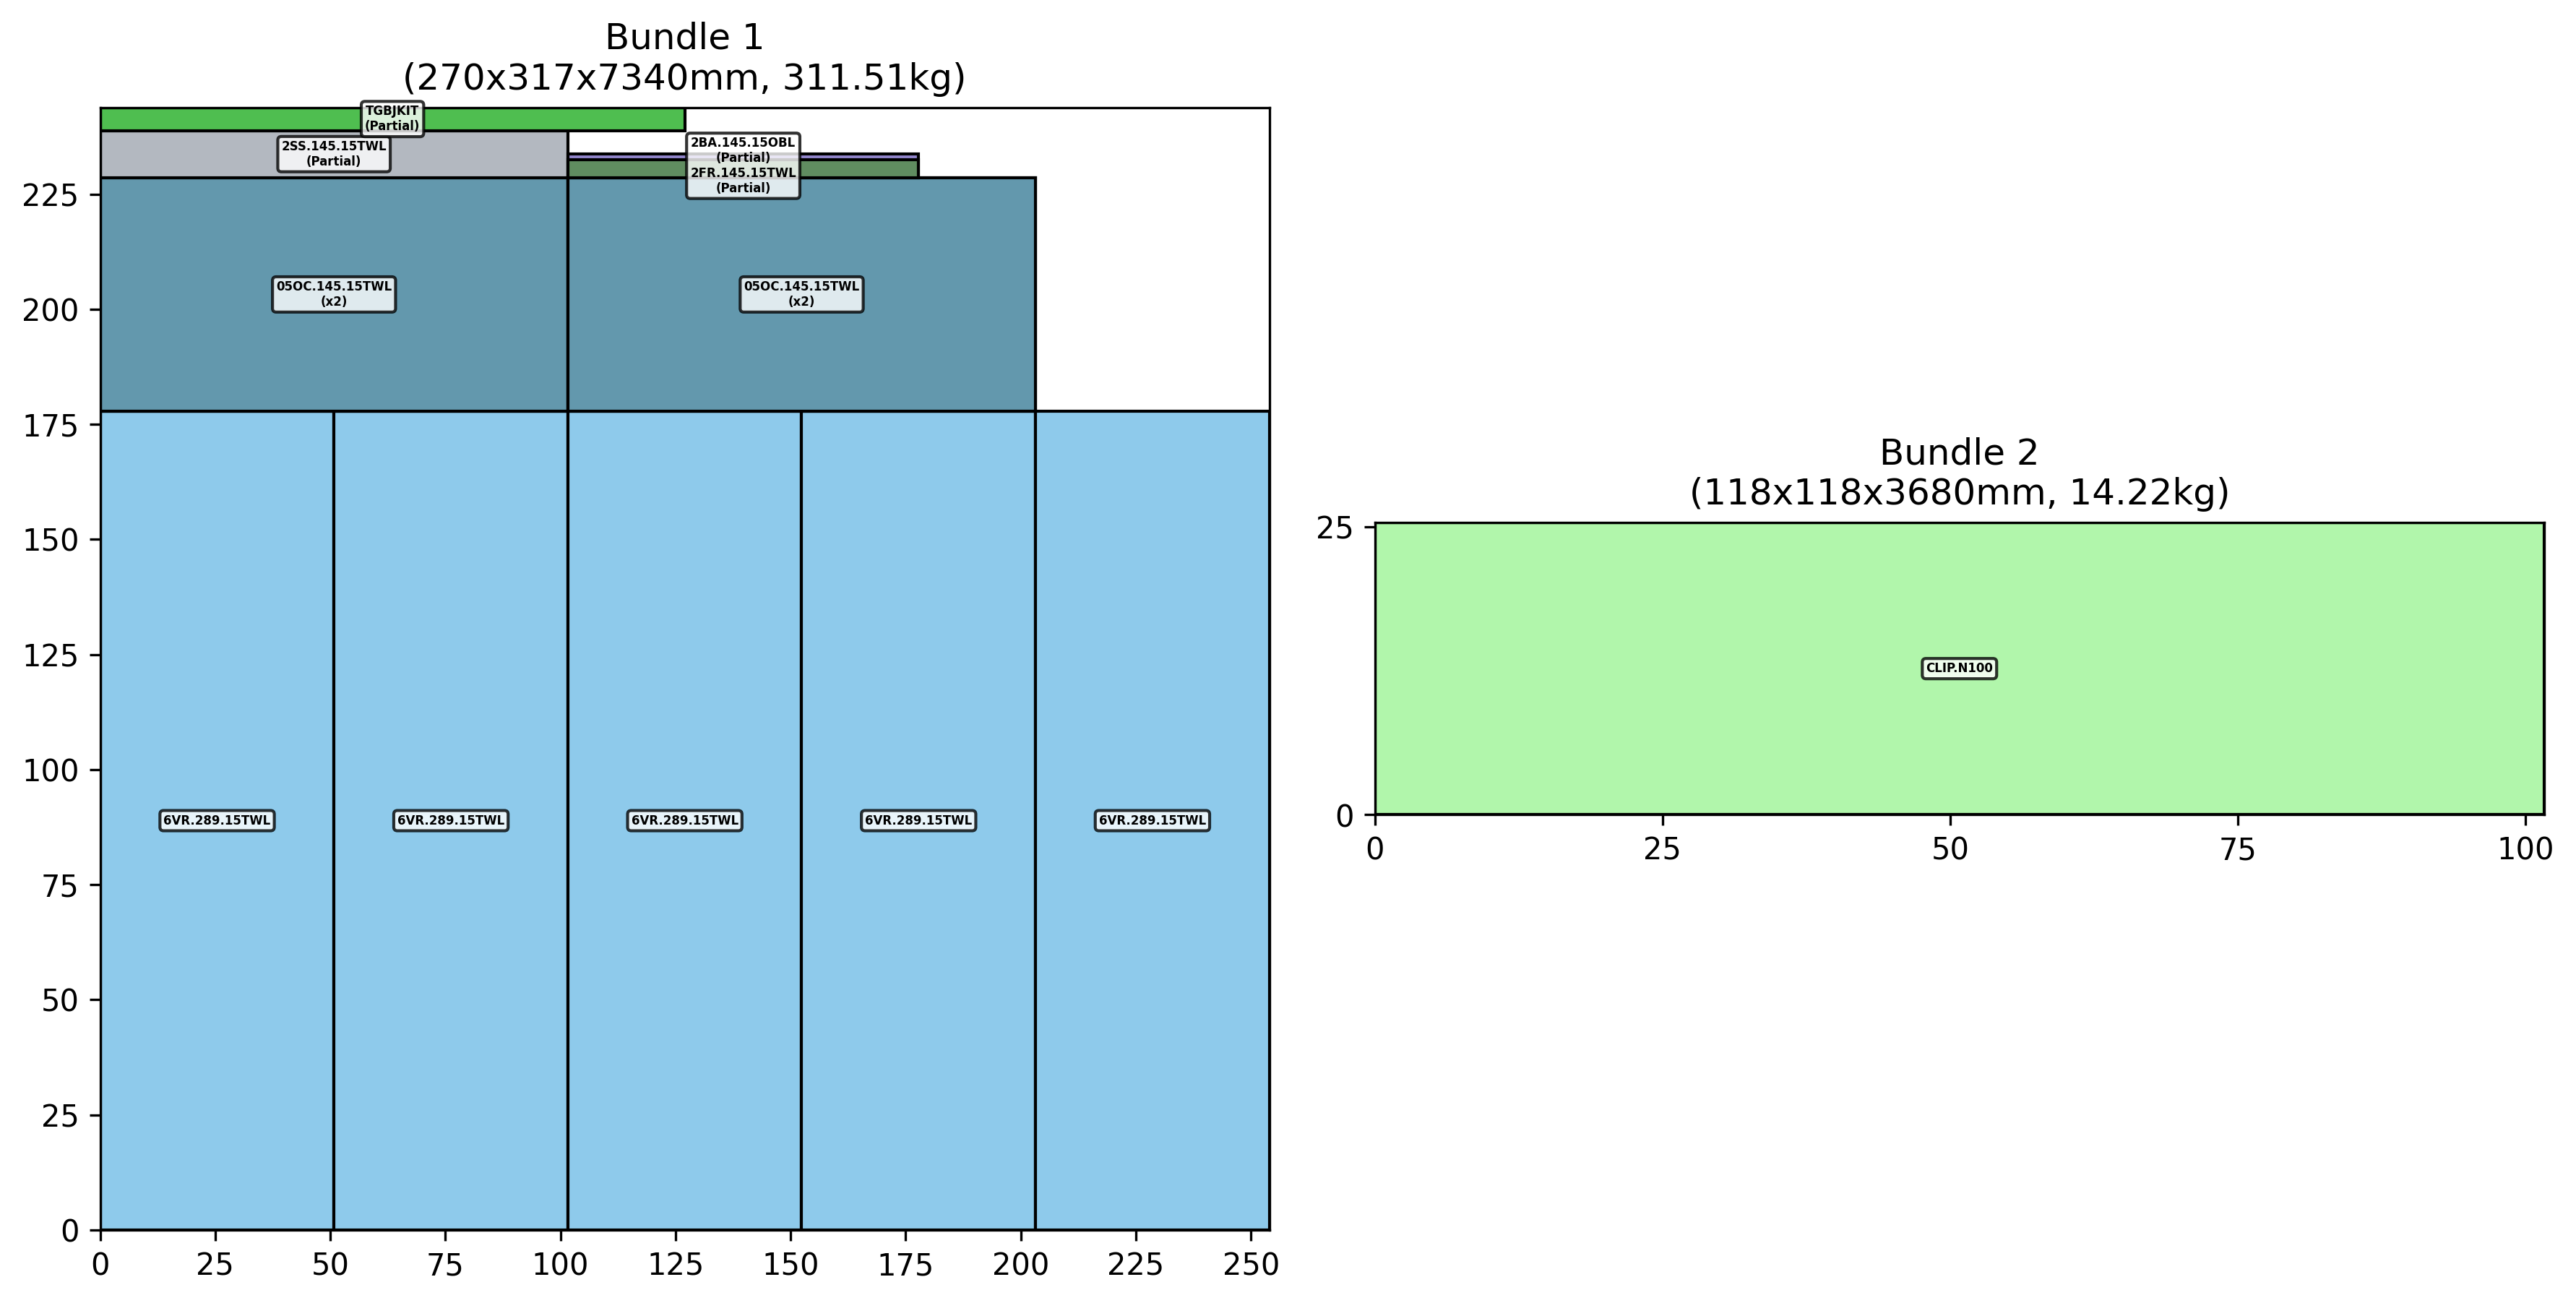 Bundle 1
(270x317x7340mm, 311.51kg)
TGBJKIT
(Partial)
2SS.145.15TWL
(Partial)
2BA.145.15OBL
(Partial)
2FR.145.15TWL
(Partial)
05OC.145.15TWL
(x2)
05OC.145.15TWL
(x2)
6VR.289.15TWL
6VR.289.15TWL
6VR.289.15TWL
6VR.289.15TWL
6VR.289.15TWL
225
200
175
150
125
100
75
50
25
0
0 25 50 75 100 125 150 175 200 225 250
Bundle 2
(118x118x3680mm, 14.22kg)
25
CLIP.N100
0
0 25 50 75 100